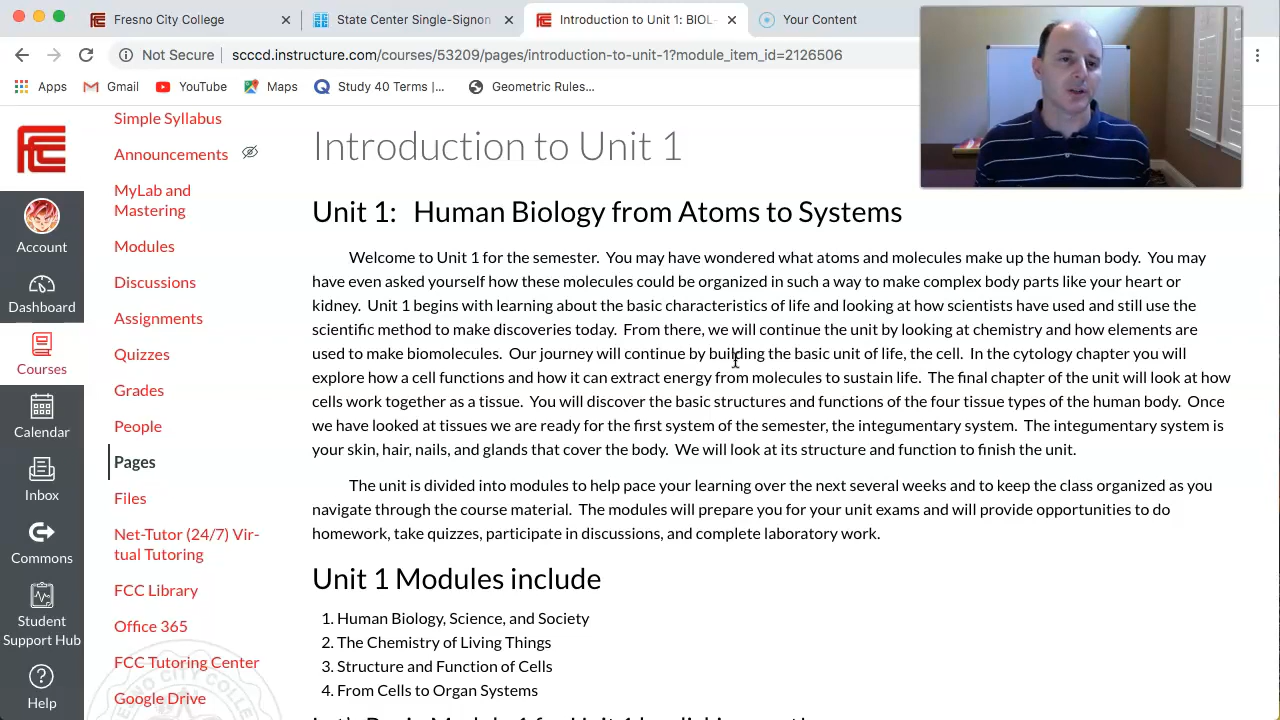 Fresno City College
State Center Single-Signon
Introduction to Unit 1: BIOL-
Your Content
Not Secure
scccd.instructure.com/courses/53209/pages/introduction-to-unit-1?module_item_id=2126506
Apps
Gmail
YouTube
Maps
Study 40 Terms |...
Geometric Rules...
FCC
Account
Dashboard
Courses
Calendar
Inbox
Commons
Student
Support Hub
Help
Simple Syllabus
Announcements
MyLab and
Mastering
Modules
Discussions
Assignments
Quizzes
Grades
People
Pages
Files
Net-Tutor (24/7) Vir-
tual Tutoring
FCC Library
Office 365
FCC Tutoring Center
Google Drive
Introduction to Unit 1
Unit 1: Human Biology from Atoms to Systems
Welcome to Unit 1 for the semester. You may have wondered what atoms and molecules make up the human body. You may
have even asked yourself how these molecules could be organized in such a way to make complex body parts like your heart or
kidney. Unit 1 begins with learning about the basic characteristics of life and looking at how scientists have used and still use the
scientific method to make discoveries today. From there, we will continue the unit by looking at chemistry and how elements are
used to make biomolecules. Our journey will continue by building the basic unit of life, the cell. In the cytology chapter you will
explore how a cell functions and how it can extract energy from molecules to sustain life. The final chapter of the unit will look at how
cells work together as a tissue. You will discover the basic structures and functions of the four tissue types of the human body. Once
we have looked at tissues we are ready for the first system of the semester, the integumentary system. The integumentary system is
your skin, hair, nails, and glands that cover the body. We will look at its structure and function to finish the unit.
The unit is divided into modules to help pace your learning over the next several weeks and to keep the class organized as you
navigate through the course material. The modules will prepare you for your unit exams and will provide opportunities to do
homework, take quizzes, participate in discussions, and complete laboratory work.
Unit 1 Modules include
1. Human Biology, Science, and Society
2. The Chemistry of Living Things
3. Structure and Function of Cells
4. From Cells to Organ Systems